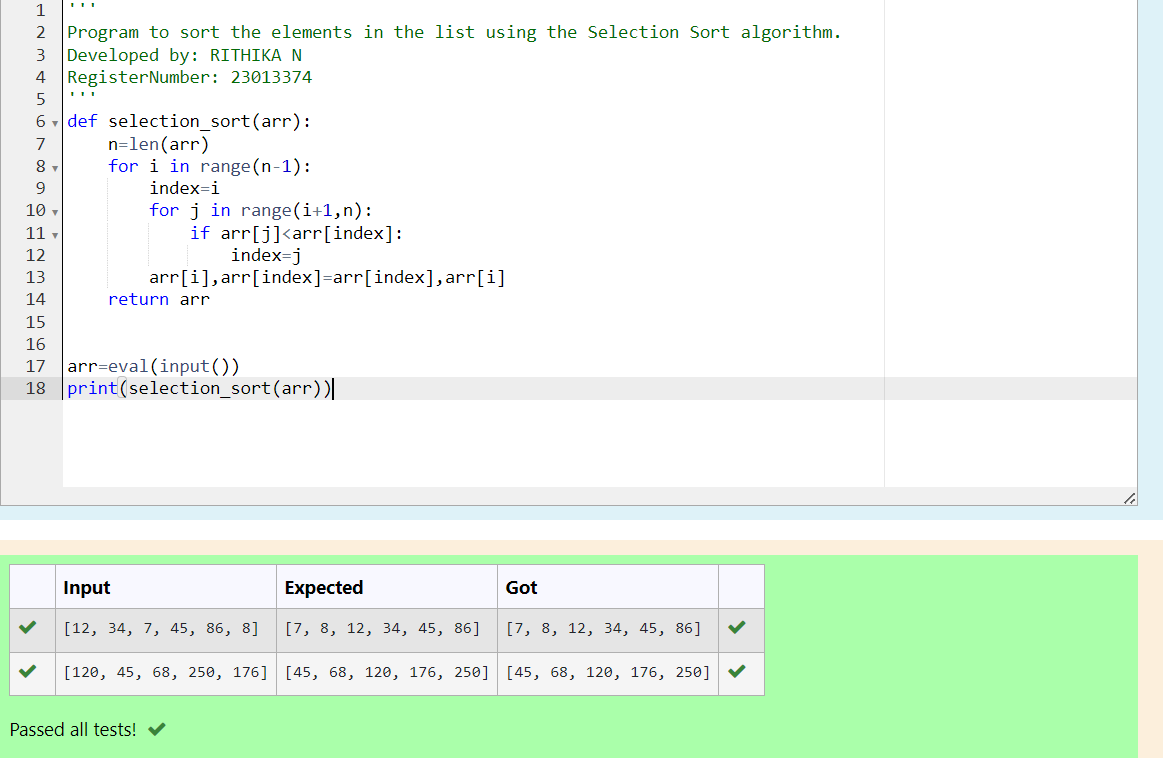 1 '''
2 Program to sort the elements in the list using the Selection Sort algorithm.
3 Developed by: RITHIKA N
4 RegisterNumber: 23013374
5 '''
6 def selection_sort(arr):
7     n=len(arr)
8     for i in range(n-1):
9         index=i
10         for j in range(i+1,n):
11             if arr[j]<arr[index]:
12                 index=j
13         arr[i],arr[index]=arr[index],arr[i]
14     return arr
15
16
17 arr=eval(input())
18 print(selection_sort(arr))
Input Expected Got
[12, 34, 7, 45, 86, 8] [7, 8, 12, 34, 45, 86] [7, 8, 12, 34, 45, 86]
[120, 45, 68, 250, 176] [45, 68, 120, 176, 250] [45, 68, 120, 176, 250]
Passed all tests!